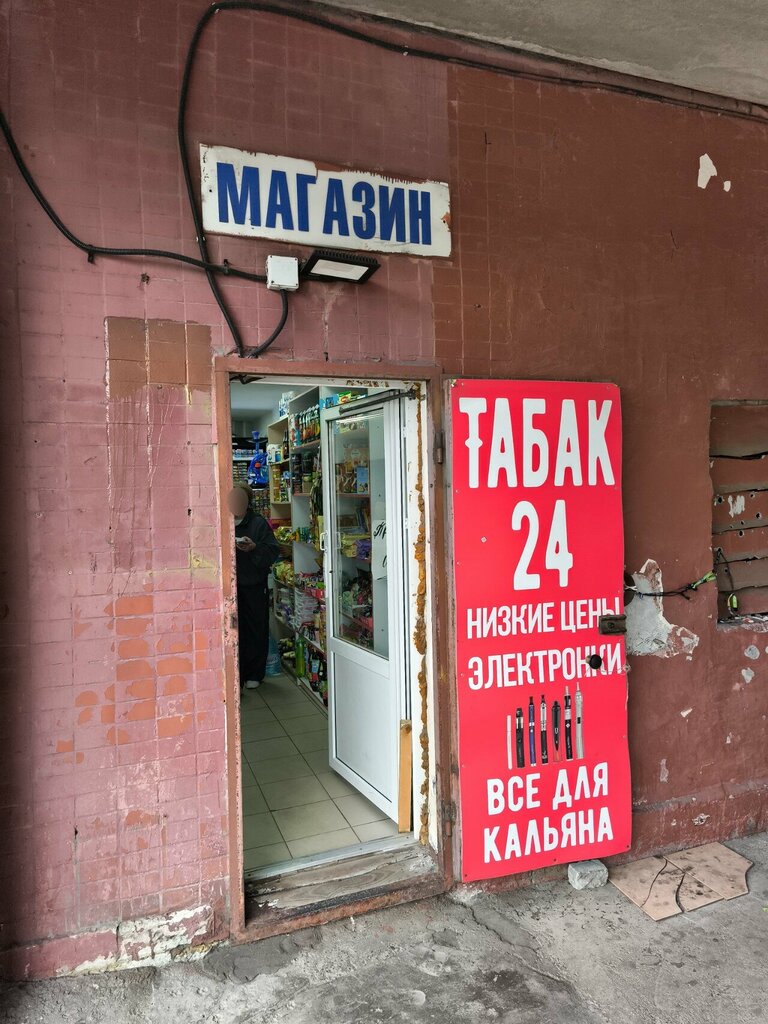 МАГАЗИН
ТАБАК
24
НИЗКИЕ ЦЕНЫ
ЭЛЕКТРОНКИ
ВСЕ ДЛЯ
КАЛЬЯНА